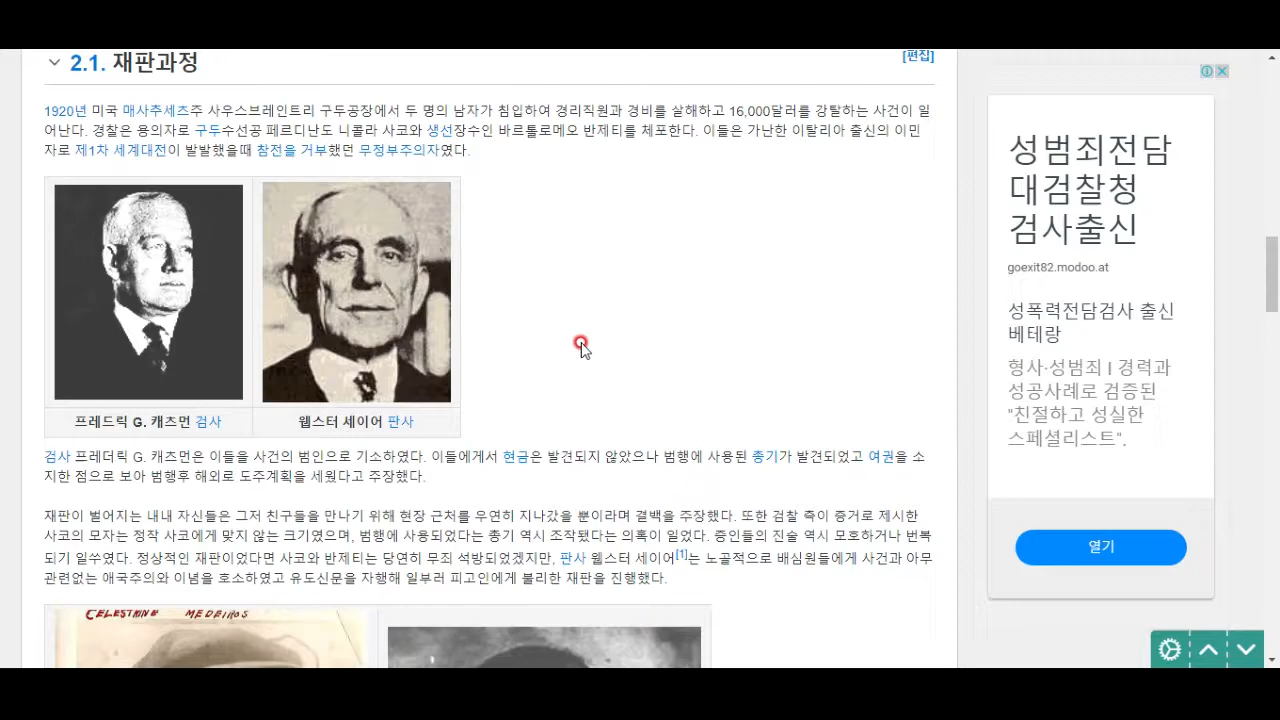 2.1. 재판과정
[편집]
1920년 미국 매사추세츠주 사우스브레인트리 구두공장에서 두 명의 남자가 침입하여 경리직원과 경비를 살해하고 16,000달러를 강탈하는 사건이 일
어난다. 경찰은 용의자로 구두수선공 페르디난도 니콜라 사코와 생선장수인 바르톨로메오 반제티를 체포한다. 이들은 가난한 이탈리아 출신의 이민
자로 제1차 세계대전이 발발했을때 참전을 거부했던 무정부주의자였다.
프레드릭 G. 캐츠먼 검사
웹스터 세이어 판사
검사 프레더릭 G. 캐츠먼은 이들을 사건의 범인으로 기소하였다. 이들에게서 현금은 발견되지 않았으나 범행에 사용된 총기가 발견되었고 여권을 소
지한 점으로 보아 범행후 해외로 도주계획을 세웠다고 주장했다.
재판이 벌어지는 내내 자신들은 그저 친구들을 만나기 위해 현장 근처를 우연히 지나갔을 뿐이라며 결백을 주장했다. 또한 검찰 측이 증거로 제시한
사코의 모자는 정작 사코에게 맞지 않는 크기였으며, 범행에 사용되었다는 총기 역시 조작됐다는 의혹이 일었다. 증인들의 진술 역시 모호하거나 번복
되기 일쑤였다. 정상적인 재판이었다면 사코와 반제티는 당연히 무죄 석방되었겠지만, 판사 웹스터 세이어[1]는 노골적으로 배심원들에게 사건과 아무
관련없는 애국주의와 이념을 호소하였고 유도신문을 자행해 일부러 피고인에게 불리한 재판을 진행했다.
CELESTINE MEDEIROS
성범죄전담
대검찰청
검사출신
goexit82.modoo.at
성폭력전담검사 출신
베테랑
형사·성범죄 I 경력과
성공사례로 검증된
"친절하고 성실한
스페셜리스트".
열기